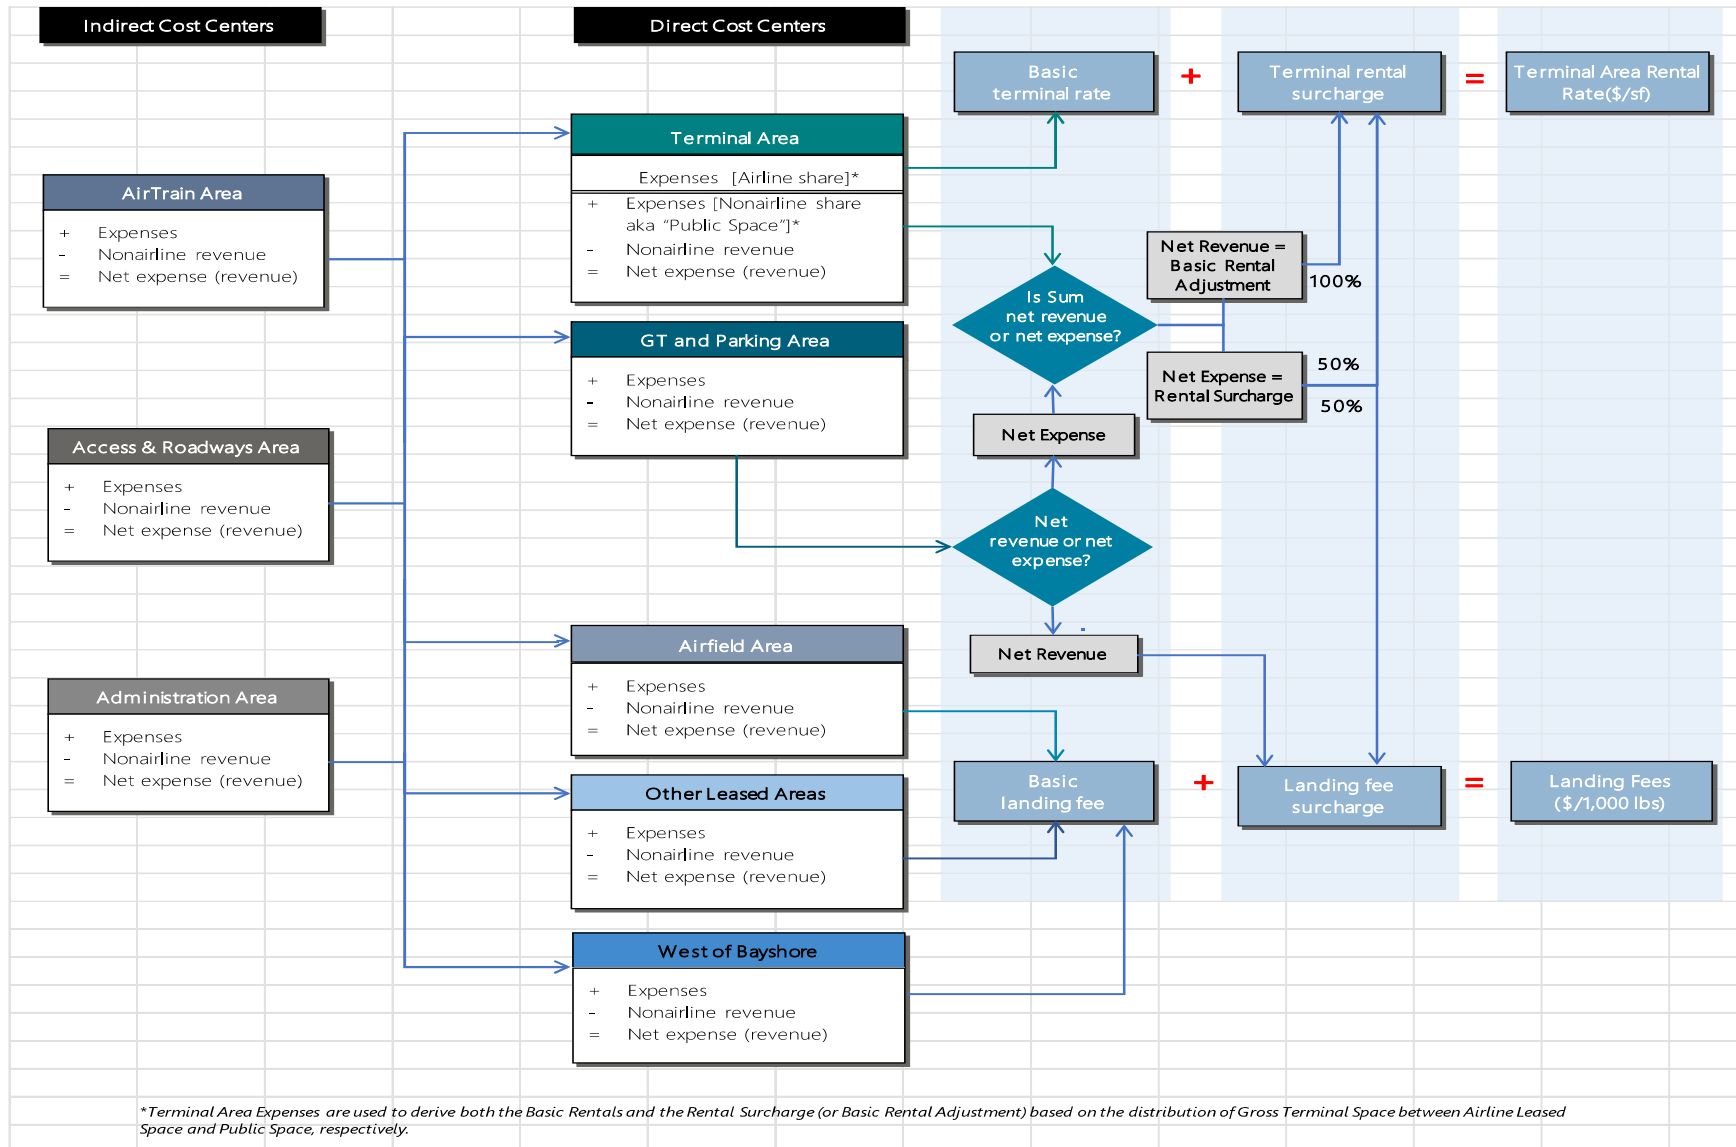 Indirect Cost Centers
Direct Cost Centers
Basic
terminal rate
+
Terminal rental
surcharge
=
Terminal Area Rental
Rate($/sf)
AirTrain Area
+ Expenses
- Nonairline revenue
= Net expense (revenue)
Access & Roadways Area
+ Expenses
- Nonairline revenue
= Net expense (revenue)
Administration Area
+ Expenses
- Nonairline revenue
= Net expense (revenue)
Terminal Area
Expenses [Airline share]*
+ Expenses [Nonairline share
aka “Public Space”]*
- Nonairline revenue
= Net expense (revenue)
GT and Parking Area
+ Expenses
- Nonairline revenue
= Net expense (revenue)
Airfield Area
+ Expenses
- Nonairline revenue
= Net expense (revenue)
Other Leased Areas
+ Expenses
- Nonairline revenue
= Net expense (revenue)
West of Bayshore
+ Expenses
- Nonairline revenue
= Net expense (revenue)
Is Sum
net revenue
or net expense?
Net Revenue =
Basic Rental
Adjustment
100%
Net Expense =
Rental Surcharge
50%
50%
Net Expense
Net
revenue or net
expense?
Net Revenue
Basic
landing fee
+
Landing fee
surcharge
=
Landing Fees
($/1,000 lbs)
*Terminal Area Expenses are used to derive both the Basic Rentals and the Rental Surcharge (or Basic Rental Adjustment) based on the distribution of Gross Terminal Space between Airline Leased
Space and Public Space, respectively.